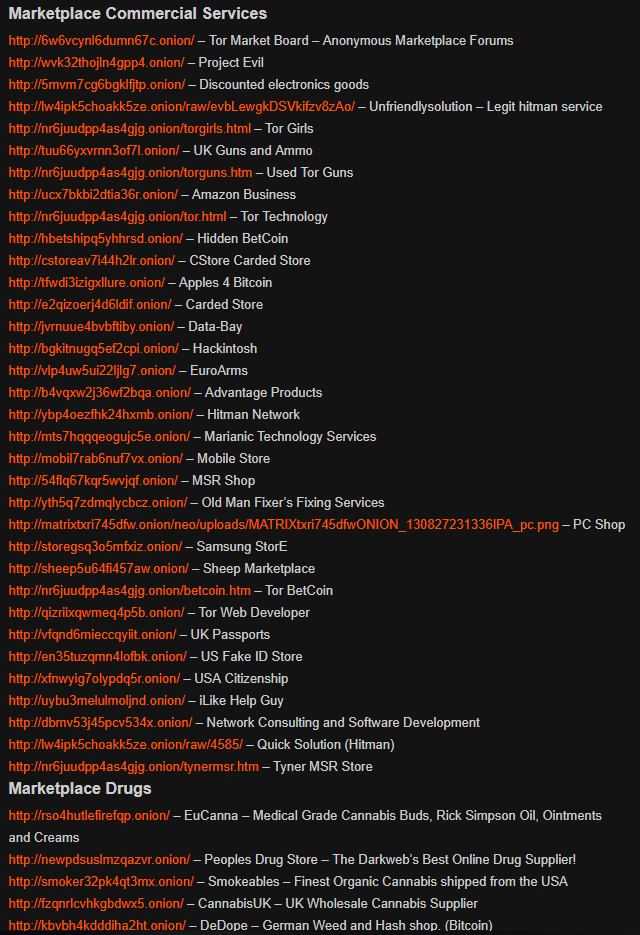 Marketplace Commercial Services
http://6w6vcynl6dumn67c.onion/ – Tor Market Board – Anonymous Marketplace Forums
http://wvk32thojln4gpp4.onion/ – Project Evil
http://5mvm7cg6bgklfjtp.onion/ – Discounted electronics goods
http://lw4ipk5choakk5ze.onion/raw/evbLewgkDSVkifzv8zAo/ – Unfriendlysolution – Legit hitman service
http://nr6juudpp4as4gjg.onion/torgirls.html – Tor Girls
http://tuu66yxvrnn3of7l.onion/ – UK Guns and Ammo
http://nr6juudpp4as4gjg.onion/torguns.htm – Used Tor Guns
http://ucx7bkbi2dtia36r.onion/ – Amazon Business
http://nr6juudpp4as4gjg.onion/tor.html – Tor Technology
http://hbetshipq5yhhrsd.onion/ – Hidden BetCoin
http://cstoreav7i44h2lr.onion/ – CStore Carded Store
http://tfwdi3izigxllure.onion/ – Apples 4 Bitcoin
http://e2qizoerj4d6ldif.onion/ – Carded Store
http://jvrnuue4bvbftiby.onion/ – Data-Bay
http://bgkitnugq5ef2cpi.onion/ – Hackintosh
http://vlp4uw5ui22ljlg7.onion/ – EuroArms
http://b4vqxw2j36wf2bqa.onion/ – Advantage Products
http://ybp4oezfhk24hxmb.onion/ – Hitman Network
http://mts7hqqqeogujc5e.onion/ – Marianic Technology Services
http://mobil7rab6nuf7vx.onion/ – Mobile Store
http://54flq67kqr5wvjqf.onion/ – MSR Shop
http://yth5q7zdmqlycbcz.onion/ – Old Man Fixer’s Fixing Services
http://matrixtxri745dfw.onion/neo/uploads/MATRIXtxri745dfwONION_130827231336IPA_pc.png – PC Shop
http://storegsq3o5mfxiz.onion/ – Samsung StorE
http://sheep5u64fi457aw.onion/ – Sheep Marketplace
http://nr6juudpp4as4gjg.onion/betcoin.htm – Tor BetCoin
http://qizriixqwmeq4p5b.onion/ – Tor Web Developer
http://vfqnd6mieccqyiit.onion/ – UK Passports
http://en35tuzqmn4lofbk.onion/ – US Fake ID Store
http://xfnwyig7olypdq5r.onion/ – USA Citizenship
http://uybu3melulmoljnd.onion/ – iLike Help Guy
http://dbmv53j45pcv534x.onion/ – Network Consulting and Software Development
http://lw4ipk5choakk5ze.onion/raw/4585/ – Quick Solution (Hitman)
http://nr6juudpp4as4gjg.onion/tynermsr.htm – Tyner MSR Store
Marketplace Drugs
http://rso4hutlefirefqp.onion/ – EuCanna – Medical Grade Cannabis Buds, Rick Simpson Oil, Ointments
and Creams
http://newpdsuslmzqazvr.onion/ – Peoples Drug Store – The Darkweb’s Best Online Drug Supplier!
http://smoker32pk4qt3mx.onion/ – Smokeables – Finest Organic Cannabis shipped from the USA
http://fzqnrlcvhkgbdwx5.onion/ – CannabisUK – UK Wholesale Cannabis Supplier
http://kbvbh4kdddiha2ht.onion/ – DeDope – German Weed and Hash shop. (Bitcoin)